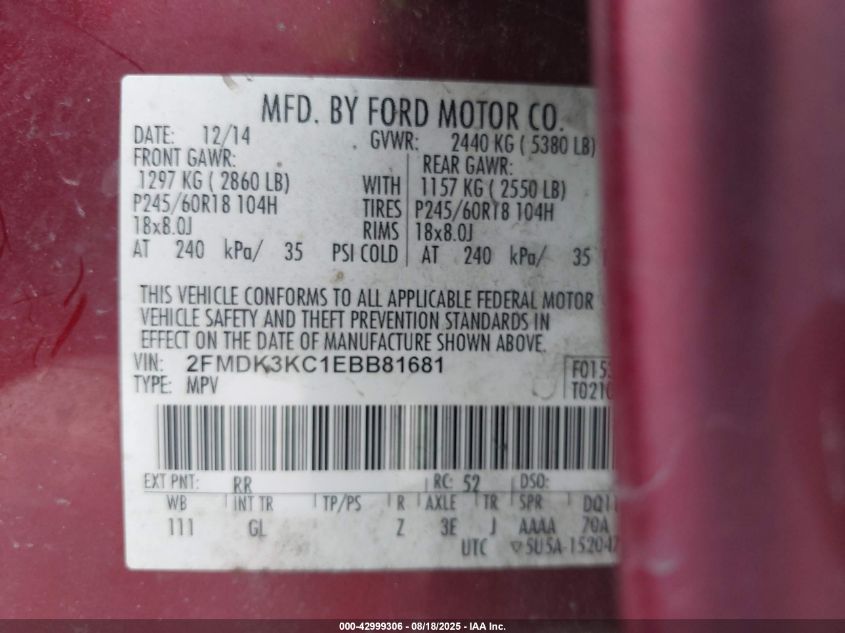 MFD. BY FORD MOTOR CO.
DATE: 12/14 GVWR: 2440 KG ( 5380 LB)
FRONT GAWR: REAR GAWR:
1297 KG ( 2860 LB) WITH 1157 KG ( 2550 LB)
P245/60R18 104H TIRES P245/60R18 104H
18x8.0J RIMS 18x8.0J
AT 240 kPa/ 35 PSI COLD AT 240 kPa/ 35
THIS VEHICLE CONFORMS TO ALL APPLICABLE FEDERAL MOTOR
VEHICLE SAFETY AND THEFT PREVENTION STANDARDS IN
EFFECT ON THE DATE OF MANUFACTURE SHOWN ABOVE.
VIN: 2FMDK3KC1EBB81681
TYPE: MPV
EXT PNT: RR RC: 52 DSO:
WB INT TR TP/PS R AXLE TR SPR
111 GL Z 3E J AAAA 70A
UTC
000-42999306 - 08/18/2025 - IAA Inc.